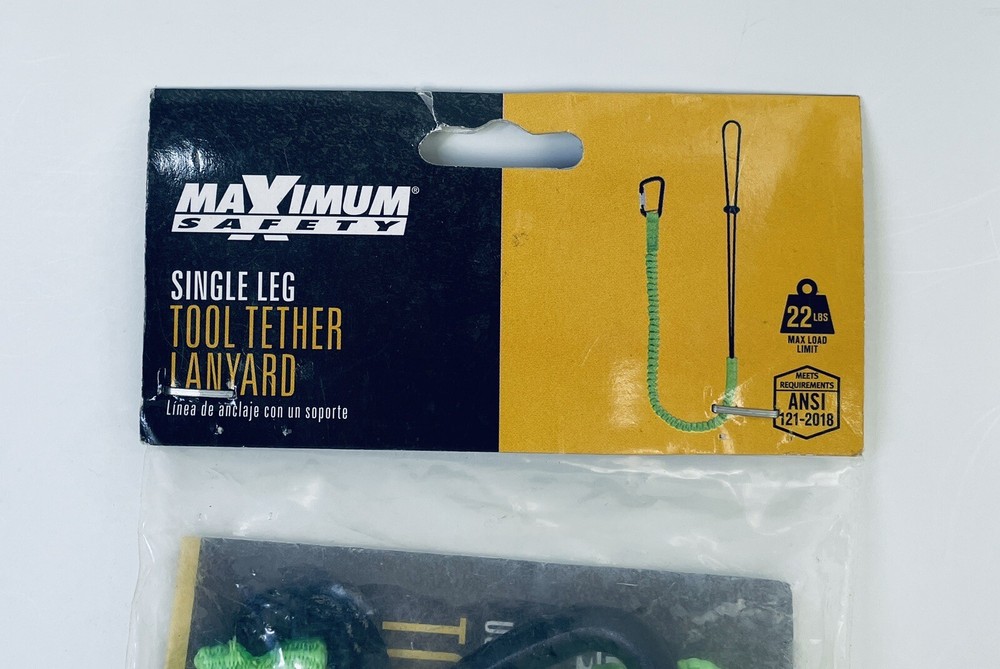 MAXIMUM®
SAFETY
SINGLE LEG
TOOL TETHER
LANYARD
Línea de anclaje con un soporte
22 LBS
MAX LOAD
LIMIT
MEETS
REQUIREMENTS
ANSI
121-2018